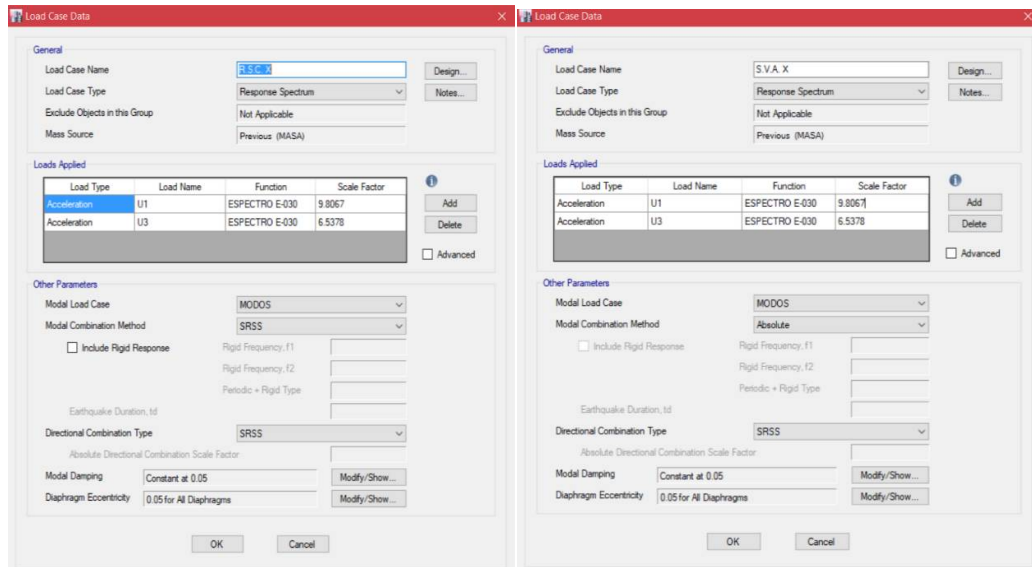 Load Case Data
General
Load Case Name R.S.C. X Design...
Load Case Type Response Spectrum Notes...
Exclude Objects in this Group Not Applicable
Mass Source Previous (MASA)
Loads Applied
Load Type Load Name Function Scale Factor
Acceleration U1 ESPECTRO E-030 9.8067 Add
Acceleration U3 ESPECTRO E-030 6.5378 Delete
Advanced
Other Parameters
Modal Load Case MODOS
Modal Combination Method SRSS
Include Rigid Response Rigid Frequency, f1
Rigid Frequency, f2
Periodic + Rigid Type
Earthquake Duration, td
Directional Combination Type SRSS
Absolute Directional Combination Scale Factor
Modal Damping Constant at 0.05 Modify/Show...
Diaphragm Eccentricity 0.05 for All Diaphragms Modify/Show...
OK Cancel
Load Case Data
General
Load Case Name S.V.A. X Design...
Load Case Type Response Spectrum Notes...
Exclude Objects in this Group Not Applicable
Mass Source Previous (MASA)
Loads Applied
Load Type Load Name Function Scale Factor
Acceleration U1 ESPECTRO E-030 9.8067 Add
Acceleration U3 ESPECTRO E-030 6.5378 Delete
Advanced
Other Parameters
Modal Load Case MODOS
Modal Combination Method Absolute
Include Rigid Response Rigid Frequency, f1
Rigid Frequency, f2
Periodic + Rigid Type
Earthquake Duration, td
Directional Combination Type SRSS
Absolute Directional Combination Scale Factor
Modal Damping Constant at 0.05 Modify/Show...
Diaphragm Eccentricity 0.05 for All Diaphragms Modify/Show...
OK Cancel